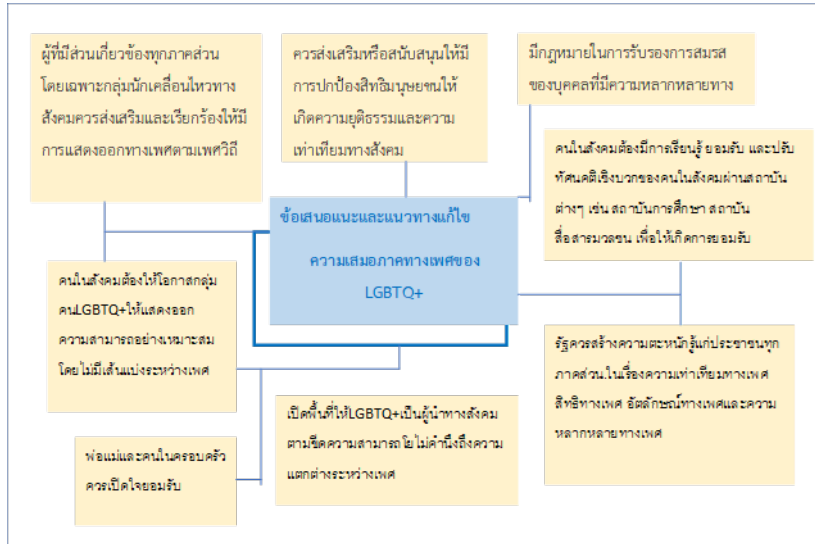 ผู้ที่มีส่วนเกี่ยวข้องทุกภาคส่วน
โดยเฉพาะกลุ่มนักเคลื่อนไหวทาง
สังคมควรส่งเสริมและเรียกร้องให้มี
การแสดงออกทางเพศตามเพศวิถี
ควรส่งเสริมหรือสนับสนุนให้มี
การปกป้องสิทธิมนุษยชนให้
เกิดความยุติธรรมและความ
เท่าเทียมทางสังคม
มีกฎหมายในการรับรองการสมรส
ของบุคคลที่มีความหลากหลายทาง
คนในสังคมต้องมีการเรียนรู้ ยอมรับ และปรับ
ทัศนคติเชิงบวกของคนในสังคมผ่านสถาบัน
ต่างๆ เช่น สถาบันการศึกษา สถาบัน
สื่อสารมวลชน เพื่อให้เกิดการยอมรับ
ข้อเสนอแนะและแนวทางแก้ไข
ความเสมอภาคทางเพศของ
LGBTQ+
คนในสังคมต้องให้โอกาสกลุ่ม
คนLGBTQ+ให้แสดงออก
ความสามารถอย่างเหมาะสม
โดยไม่มีเส้นแบ่งระหว่างเพศ
รัฐควรสร้างความตะหนักรู้แก่ประชาชนทุก
ภาคส่วน.ในเรื่องความเท่าเทียมทางเพศ
สิทธิทางเพศ อัตลักษณ์ทางเพศและความ
หลากหลายทางเพศ
เปิดพื้นที่ให้LGBTQ+เป็นผู้นำทางสังคม
ตามขีดความสามารถโยไม่คำนึงถึงความ
แตกต่างระหว่างเพศ
พ่อแม่และคนในครอบครัว
ควรเปิดใจยอมรับ